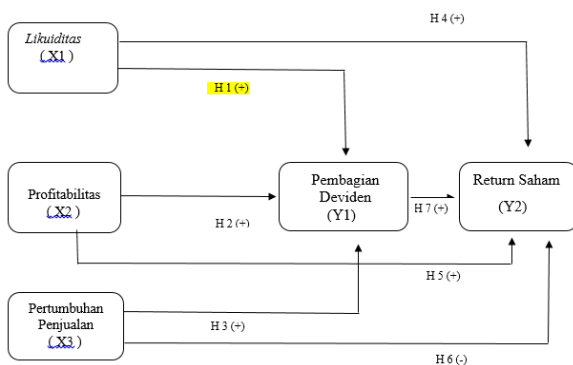 H 4 (+)
Likuiditas
( X1 )
H 1 (+)
Profitabilitas
( X2 )
H 2 (+)
Pembagian
Deviden
(Y1)
H 7 (+)
Return Saham
(Y2)
H 5 (+)
Pertumbuhan
Penjualan
( X3 )
H 3 (+)
H 6 (-)